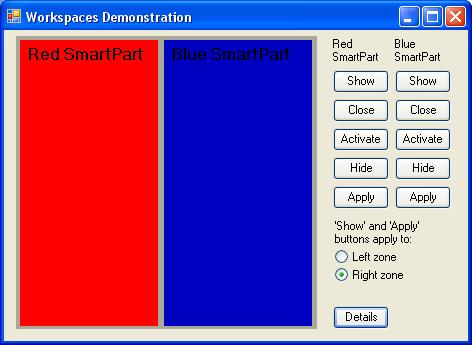 Workspaces Demonstration
Red SmartPart
Blue SmartPart
Red
SmartPart
Blue
SmartPart
Show
Show
Close
Close
Activate
Activate
Hide
Hide
Apply
Apply
'Show' and 'Apply'
buttons apply to:
Left zone
Right zone
Details